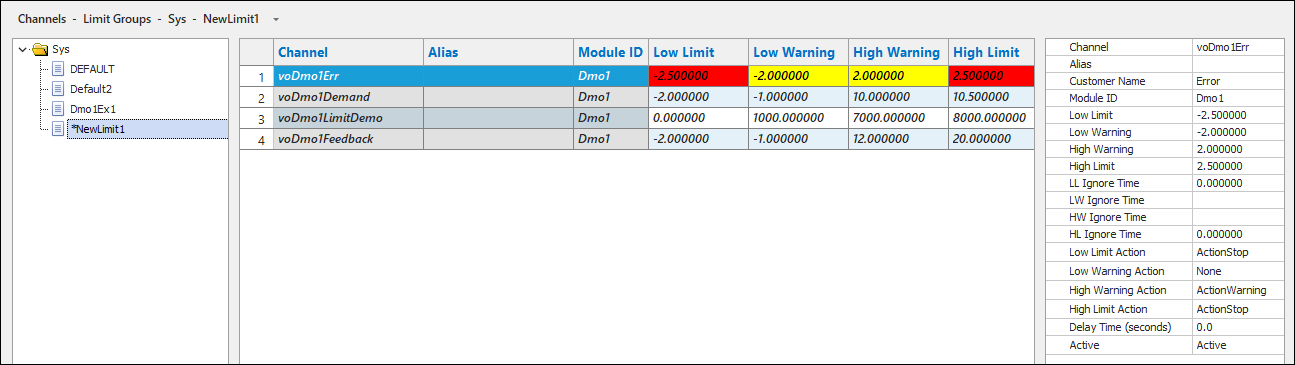 Channels - Limit Groups - Sys - NewLimit1
Sys
DEFAULT
Default2
Dmo1Ex1
*NewLimit1
Channel Alias Module ID Low Limit Low Warning High Warning High Limit
1 voDmo1Err Dmo1 -2.500000 -2.000000 2.000000 2.500000
2 voDmo1Demand Dmo1 -2.000000 -1.000000 10.000000 10.500000
3 voDmo1LimitDemo Dmo1 0.000000 1000.000000 7000.000000 8000.000000
4 voDmo1Feedback Dmo1 -2.000000 -1.000000 12.000000 20.000000
Channel voDmo1Err
Alias
Customer Name Error
Module ID Dmo1
Low Limit -2.500000
Low Warning -2.000000
High Warning 2.000000
High Limit 2.500000
LL Ignore Time 0.000000
LW Ignore Time
HW Ignore Time
HL Ignore Time 0.000000
Low Limit Action ActionStop
Low Warning Action None
High Warning Action ActionWarning
High Limit Action ActionStop
Delay Time (seconds) 0.0
Active Active